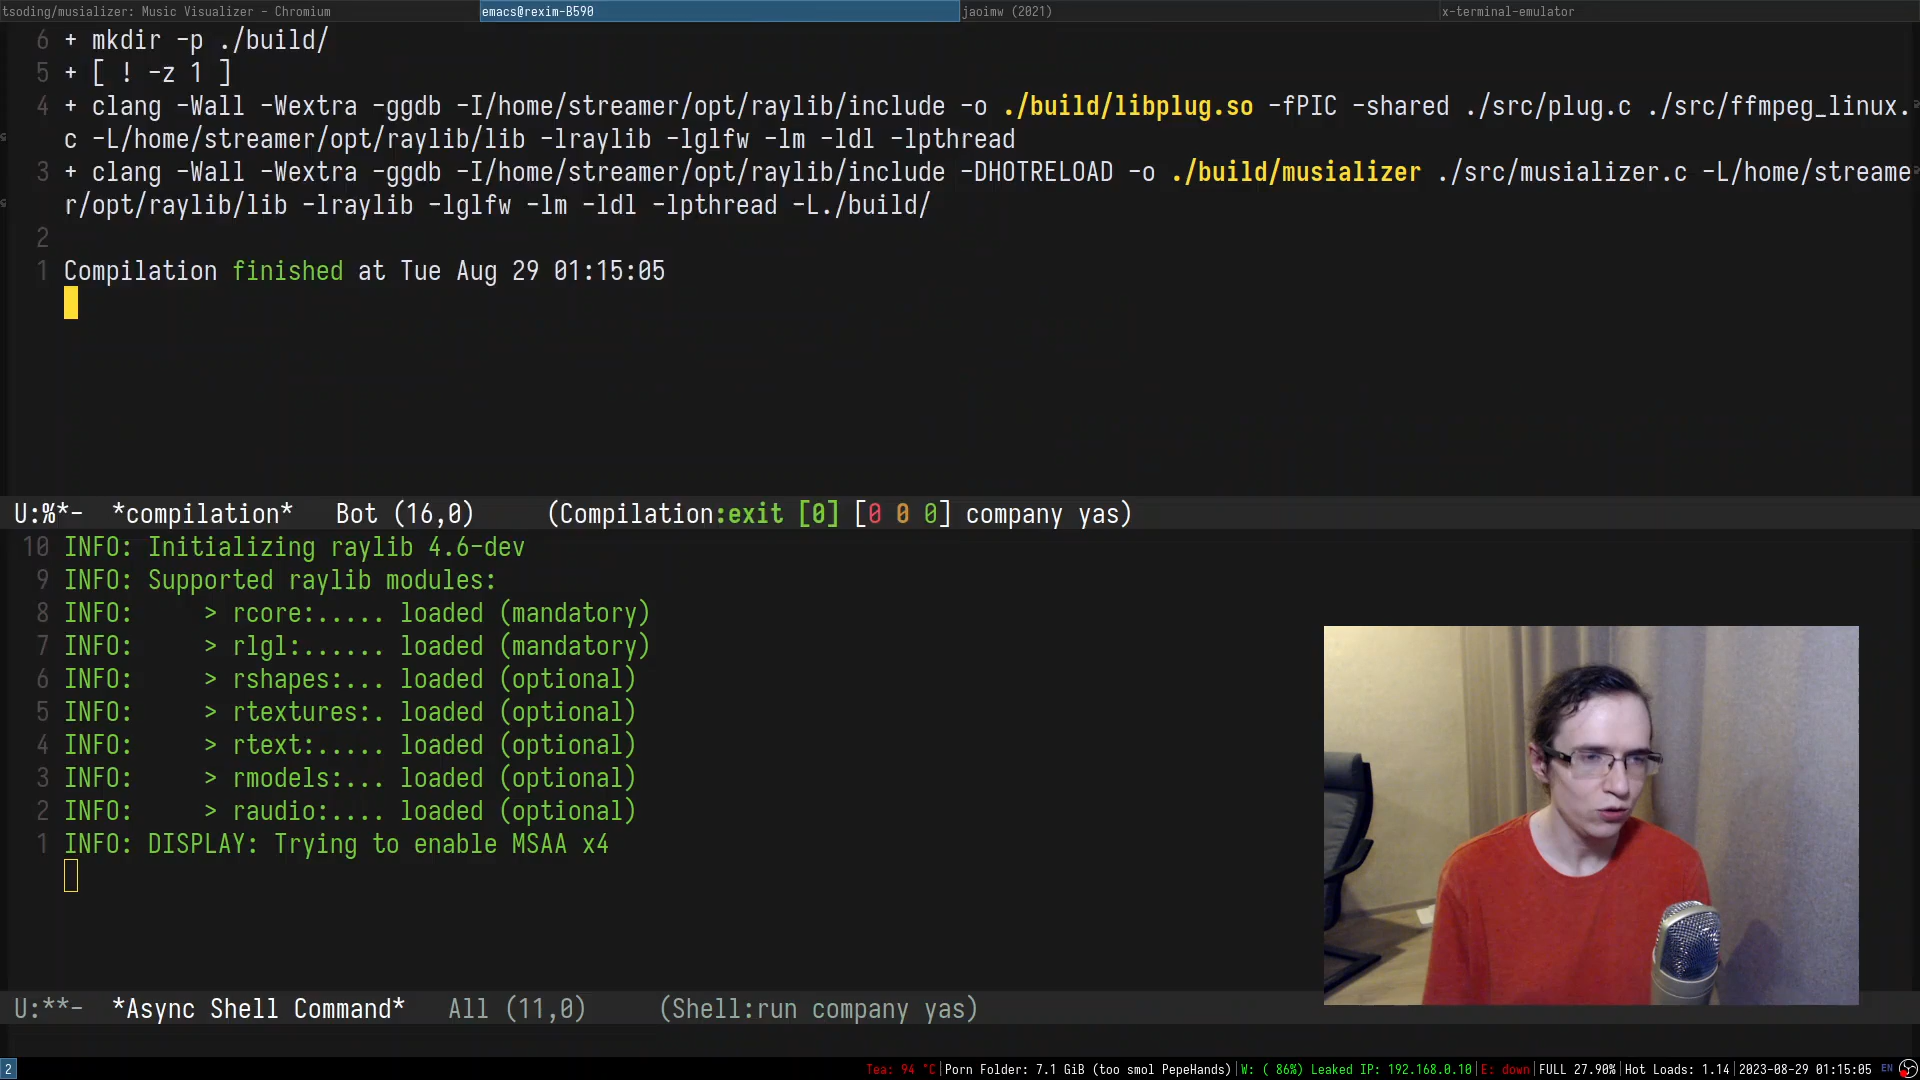 tsoding/musializer: Music Visualizer - Chromium
emacs@rexim-B590
jaoimw (2021)
x-terminal-emulator
6 + mkdir -p ./build/
5 + [ ! -z 1 ]
4 + clang -Wall -Wextra -ggdb -I/home/streamer/opt/raylib/include -o ./build/libplug.so -fPIC -shared ./src/plug.c ./src/ffmpeg_linux.
c -L/home/streamer/opt/raylib/lib -lraylib -lglfw -lm -ldl -lpthread
3 + clang -Wall -Wextra -ggdb -I/home/streamer/opt/raylib/include -DHOTRELOAD -o ./build/musializer ./src/musializer.c -L/home/streame
r/opt/raylib/lib -lraylib -lglfw -lm -ldl -lpthread -L./build/
2
1 Compilation finished at Tue Aug 29 01:15:05
U:%*- *compilation* Bot (16,0) (Compilation:exit [0] [0 0 0] company yas)
10 INFO: Initializing raylib 4.6-dev
9 INFO: Supported raylib modules:
8 INFO: > rcore:..... loaded (mandatory)
7 INFO: > rlgl:...... loaded (mandatory)
6 INFO: > rshapes:... loaded (optional)
5 INFO: > rtextures:. loaded (optional)
4 INFO: > rtext:..... loaded (optional)
3 INFO: > rmodels:... loaded (optional)
2 INFO: > raudio:.... loaded (optional)
1 INFO: DISPLAY: Trying to enable MSAA x4
U:**- *Async Shell Command* All (11,0) (Shell:run company yas)
2
Tea: 94 °C|Porn Folder: 7.1 GiB (too smol PepeHands)|W: ( 86%) Leaked IP: 192.168.0.10|E: down|FULL 27.90%|Hot Loads: 1.14|2023-08-29 01:15:05 EN